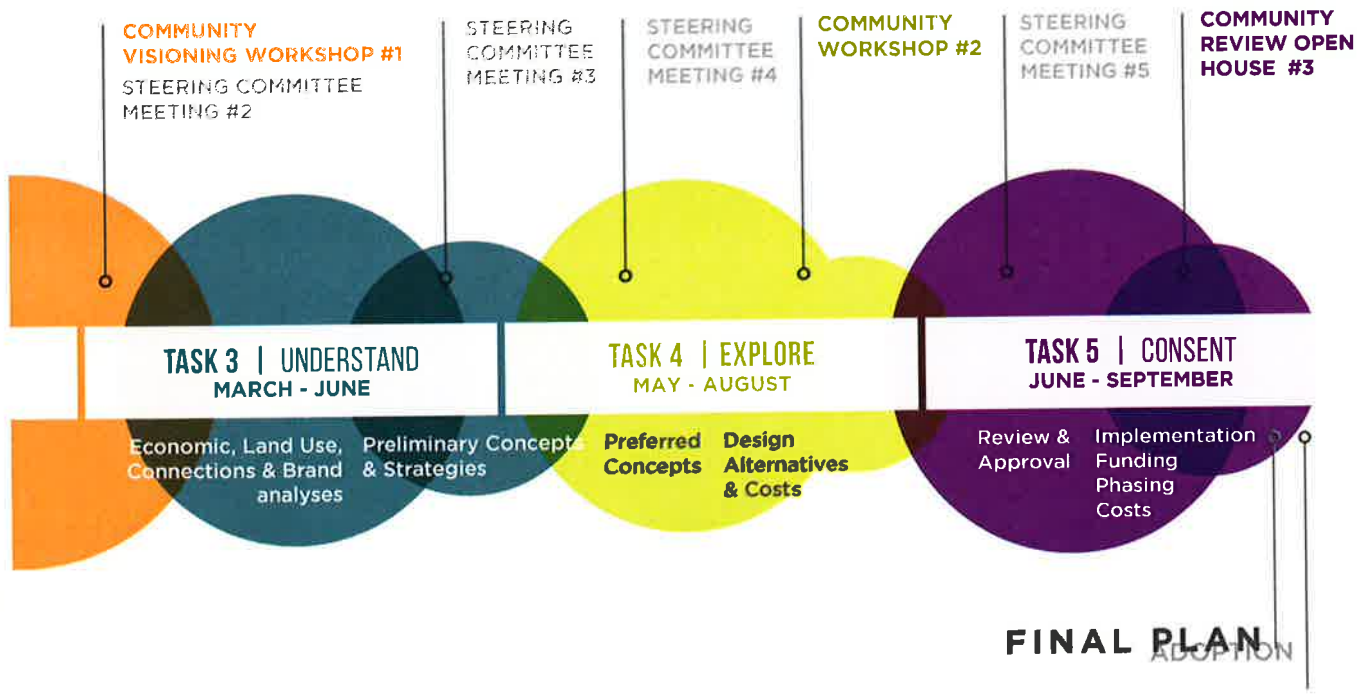 COMMUNITY
VISIONING WORKSHOP #1
STEERING COMMITTEE
MEETING #2
STEERING
COMMITTEE
MEETING #3
STEERING
COMMITTEE
MEETING #4
COMMUNITY
WORKSHOP #2
STEERING
COMMITTEE
MEETING #5
COMMUNITY
REVIEW OPEN
HOUSE #3
TASK 3 | UNDERSTAND
MARCH - JUNE
TASK 4 | EXPLORE
MAY - AUGUST
TASK 5 | CONSENT
JUNE - SEPTEMBER
Economic, Land Use,
Connections & Brand
analyses
Preliminary Concepts
& Strategies
Preferred
Concepts
Design
Alternatives
& Costs
Review &
Approval
Implementation
Funding
Phasing
Costs
FINAL PLAN
ADOPTION